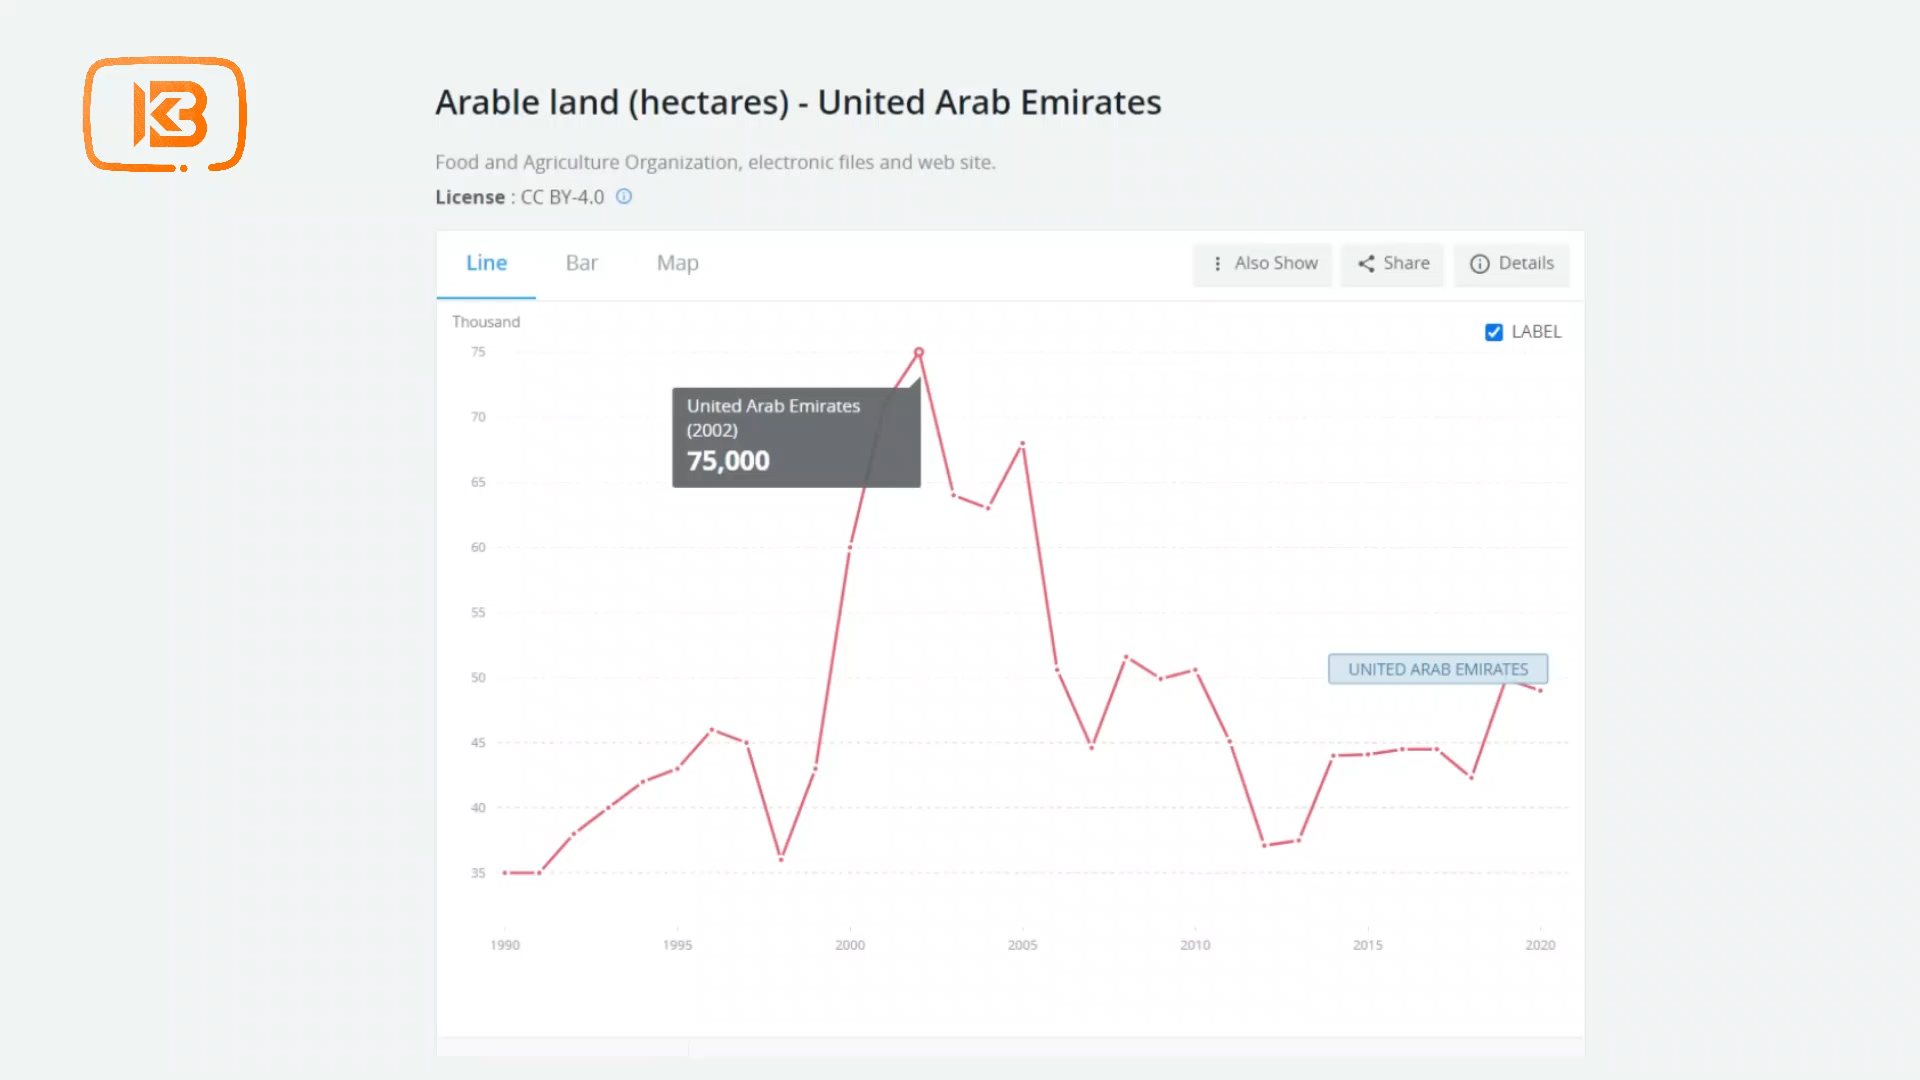 KB
Arable land (hectares) - United Arab Emirates
Food and Agriculture Organization, electronic files and web site.
License : CC BY-4.0
Line Bar Map Also Show Share Details
Thousand
LABEL
75
United Arab Emirates
(2002)
75,000
70
65
60
55
50
UNITED ARAB EMIRATES
45
40
35
1990 1995 2000 2005 2010 2015 2020